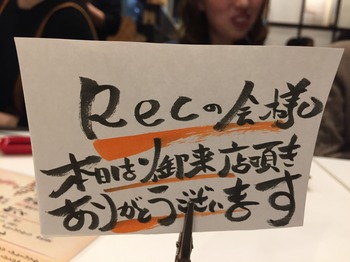 Recの会様
本日は御来店頂き
ありがとうございます